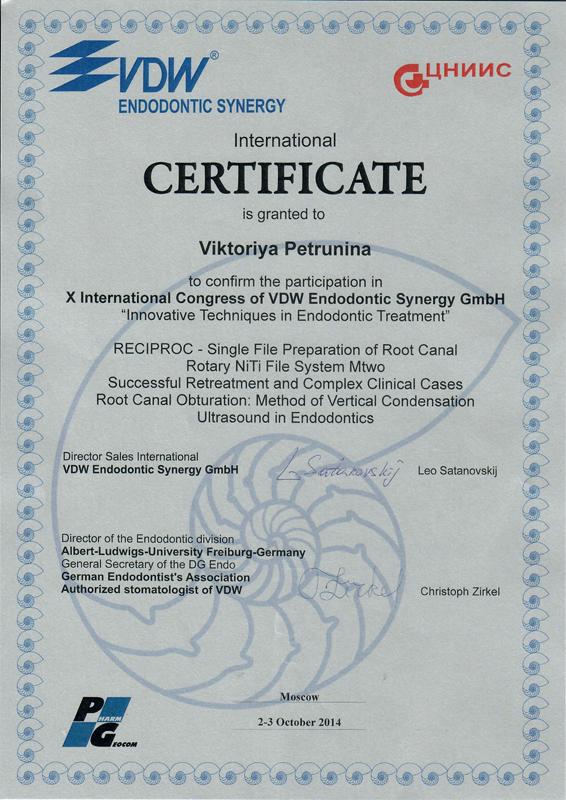 VDW®
ENDODONTIC SYNERGY
ЦНИИС
International
CERTIFICATE
is granted to
Viktoriya Petrunina
to confirm the participation in
X International Congress of VDW Endodontic Synergy GmbH
“Innovative Techniques in Endodontic Treatment”
RECIPROC - Single File Preparation of Root Canal
Rotary NiTi File System Mtwo
Successful Retreatment and Complex Clinical Cases
Root Canal Obturation: Method of Vertical Condensation
Ultrasound in Endodontics
Director Sales International
VDW Endodontic Synergy GmbH
L Satanovskij
Leo Satanovskij
Director of the Endodontic division
Albert-Ludwigs-University Freiburg-Germany
General Secretary of the DG Endo
German Endodontist's Association
Authorized stomatologist of VDW
C Zirkel
Christoph Zirkel
PHARM
GEOCOM
Moscow
2-3 October 2014